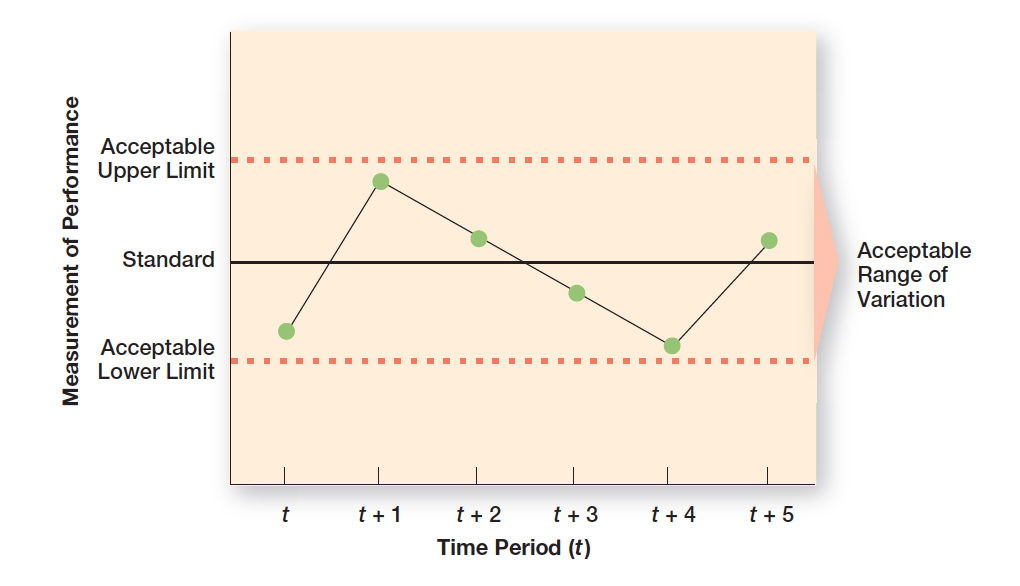 Measurement of Performance
Acceptable
Upper Limit
Standard
Acceptable
Lower Limit
Acceptable
Range of
Variation
t
t + 1
t + 2
t + 3
t + 4
t + 5
Time Period (t)